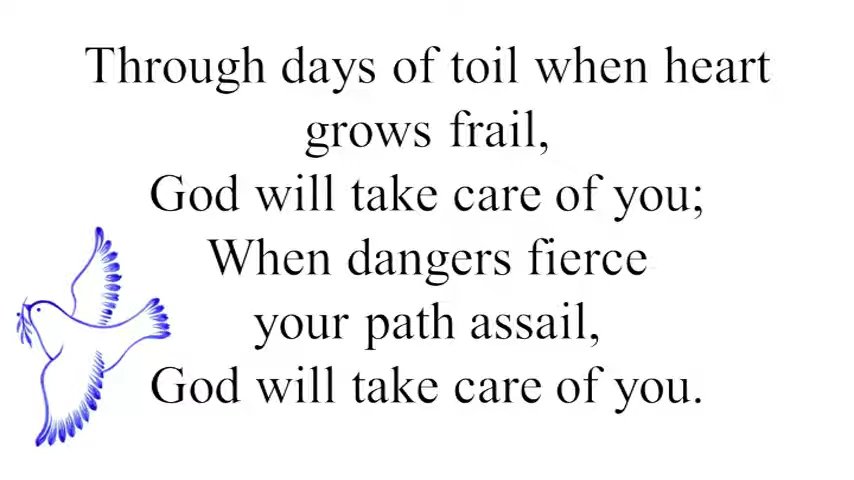 Through days of toil when heart
grows frail,
God will take care of you;
When dangers fierce
your path assail,
God will take care of you.